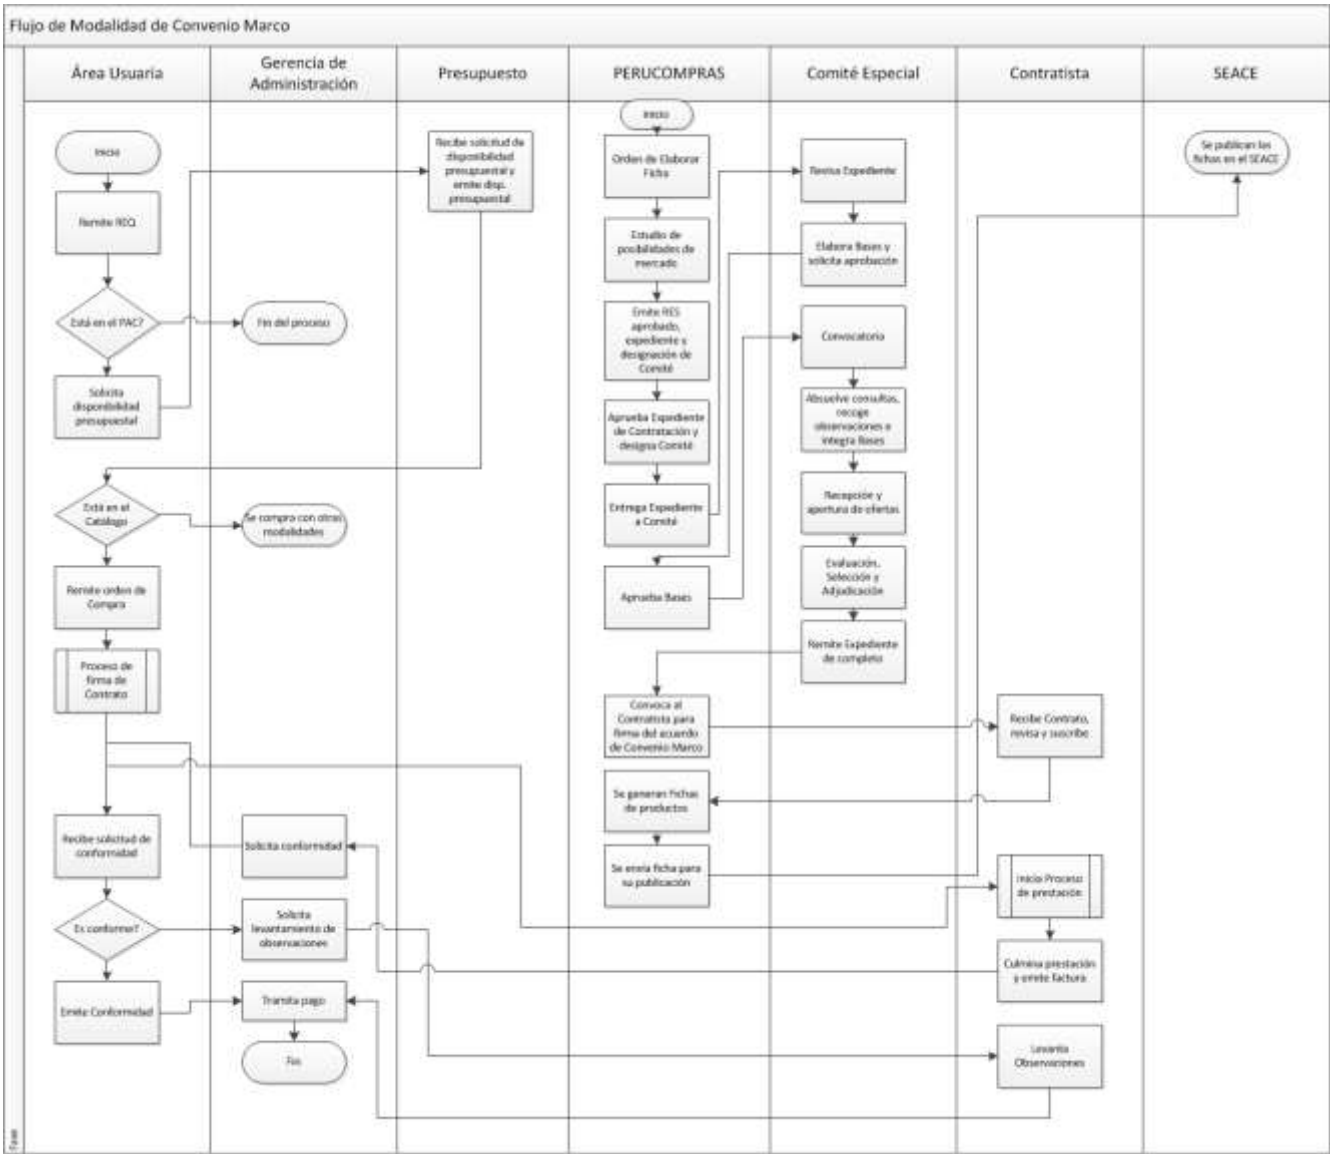 Flujo de Modalidad de Convenio Marco
Área Usuaria
Gerencia de
Administración
Presupuesto
PERUCOMPRAS
Comité Especial
Contratista
SEACE
Inicio
Remite REQ
Está en el PAC?
Solicita
disponibilidad
presupuestal
Está en el
Catálogo
Remite orden de
Compra
Proceso de
firma de
Contrato
Recibe solicitud de
conformidad
Es conforme?
Emite Conformidad
Fin del proceso
Se compra con otras
modalidades
Solicita conformidad
Solicita
levantamiento de
observaciones
Tramita pago
Fin
Recibe solicitud de
disponibilidad
presupuestal y
emite disp.
presupuestal
Inicio
Orden de Elaborar
Ficha
Estudio de
posibilidades de
mercado
Emite RES
aprobado,
expediente y
designación de
Comité
Aprueba Expediente
de Contratación y
designa Comité
Entrega Expediente
a Comité
Aprueba Bases
Convoca al
Contratista para
firma del acuerdo
de Convenio Marco
Se generan fichas
de productos
Se envía ficha para
su publicación
Revisa Expediente
Elabora Bases y
solicita aprobación
Convocatoria
Absuelve consultas,
recoge
observaciones e
integra Bases
Recepción y
apertura de ofertas
Evaluación,
Selección y
Adjudicación
Remite Expediente
de completo
Recibe Contrato,
revisa y suscribe
Inicio Proceso
de prestación
Culmina prestación
y emite factura
Levanta
Observaciones
Se publican las
fichas en el SEACE
Fase